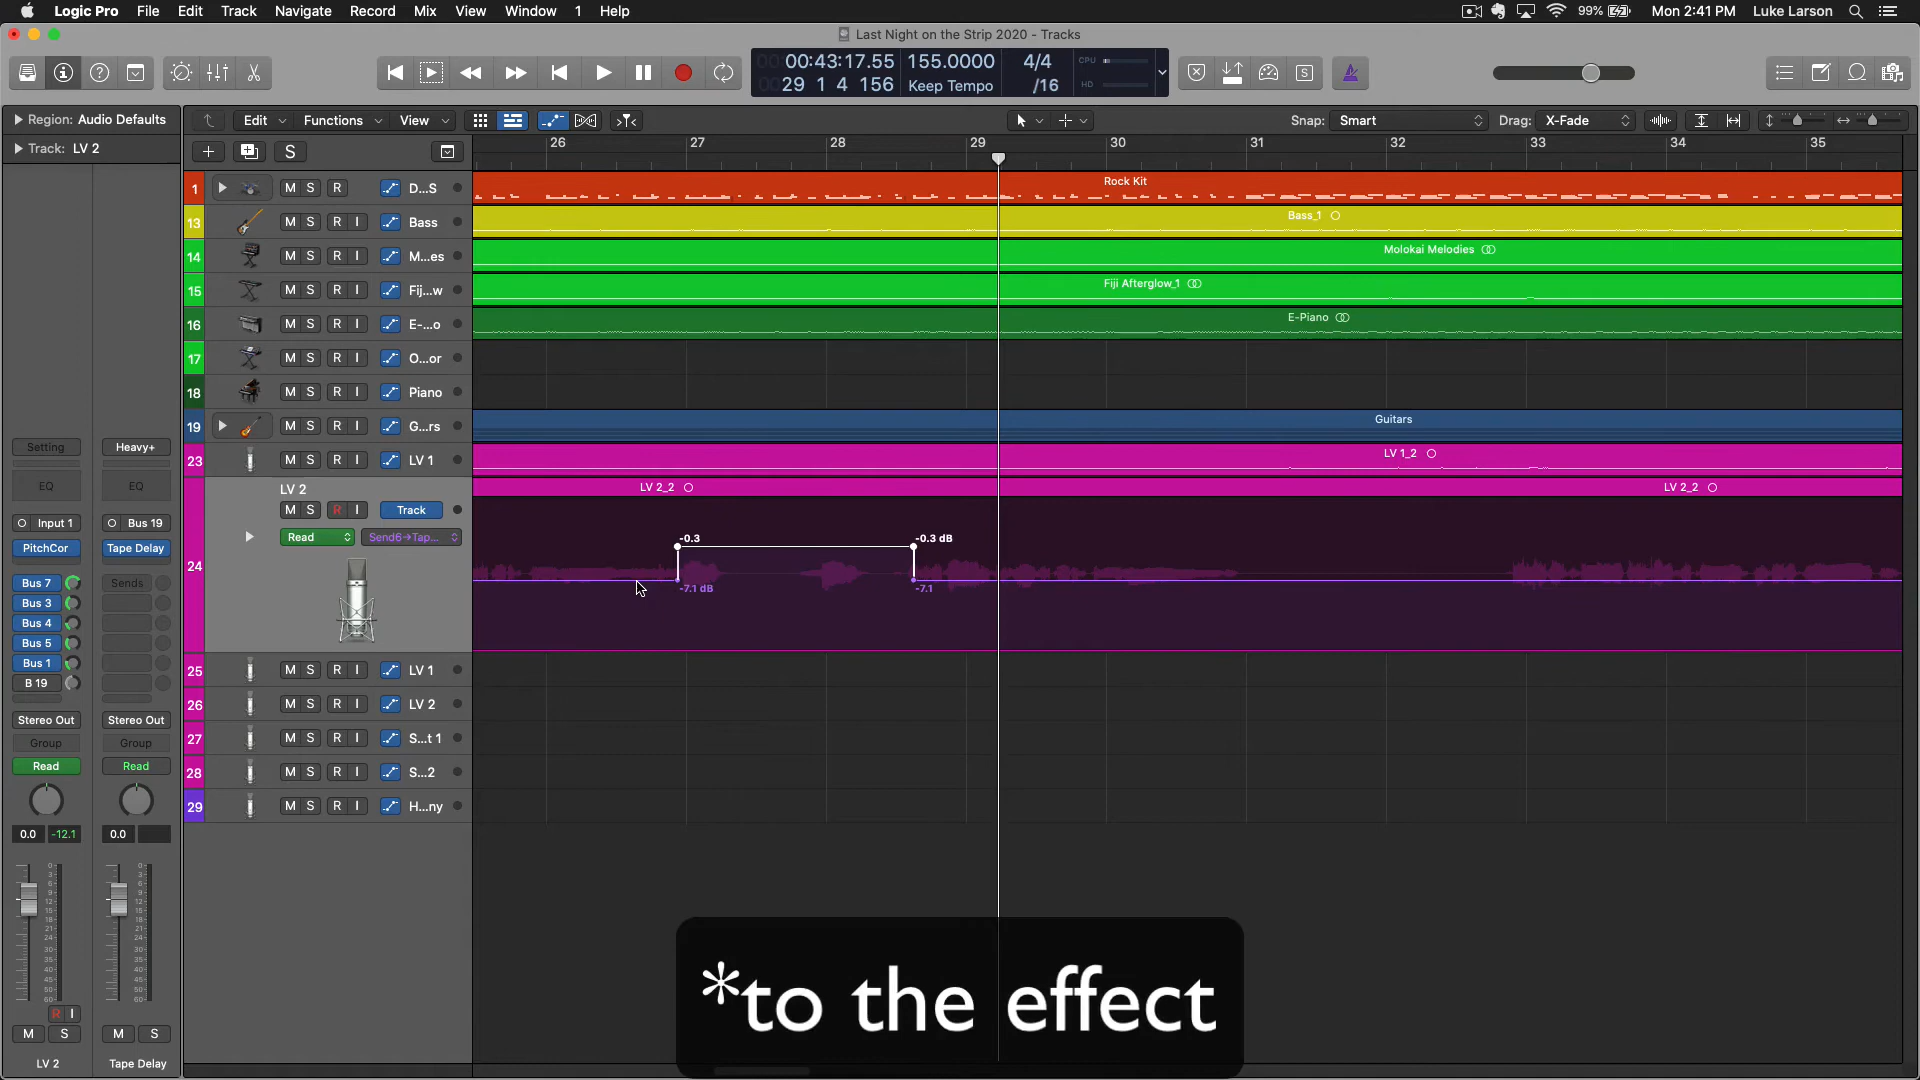 Logic Pro File Edit Track Navigate Record Mix View Window 1 Help
99% Mon 2:41 PM Luke Larson
Last Night on the Strip 2020 - Tracks
00:43:17.55 155.0000 4/4 CPU
29 1 4 156 Keep Tempo /16 HD
S
Region: Audio Defaults
Edit Functions View
Snap: Smart Drag: X-Fade
Track: LV 2
S
26 27 28 29 30 31 32 33 34 35
1 M S R D...S Rock Kit
13 M S R I Bass Bass_1
14 M S R I M...es Molokai Melodies
15 M S R I Fij...w Fiji Afterglow_1
16 M S R I E-...o E-Piano
17 M S R I O...or
18 M S R I Piano
19 M S R I G...rs Guitars
23 M S R I LV 1 LV 1_2
24 LV 2 LV 2_2 LV 2_2
M S R I Track
Read Send6→Tap...
-0.3 -0.3 dB
-7.1 dB -7.1
25 M S R I LV 1
26 M S R I LV 2
27 M S R I S...t 1
28 M S R I S...2
29 M S R I H...ny
Setting Heavy+
EQ EQ
Input 1 Bus 19
PitchCor Tape Delay
Bus 7 Sends
Bus 3
Bus 4
Bus 5
Bus 1
B 19
Stereo Out Stereo Out
Group Group
Read Read
0.0 -12.1 0.0
R I
M S M S
LV 2 Tape Delay
*to the effect